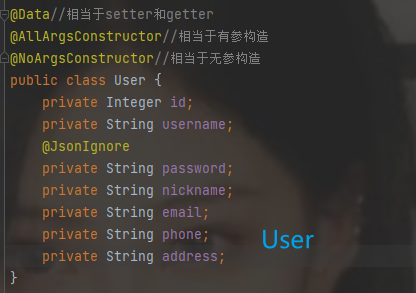 @Data//相当于setter和getter
@AllArgsConstructor//相当于有参构造
@NoArgsConstructor//相当于无参构造
public class User {
    private Integer id;
    private String username;
    @JsonIgnore
    private String password;
    private String nickname;
    private String email;
    private String phone;
    private String address;
User
}